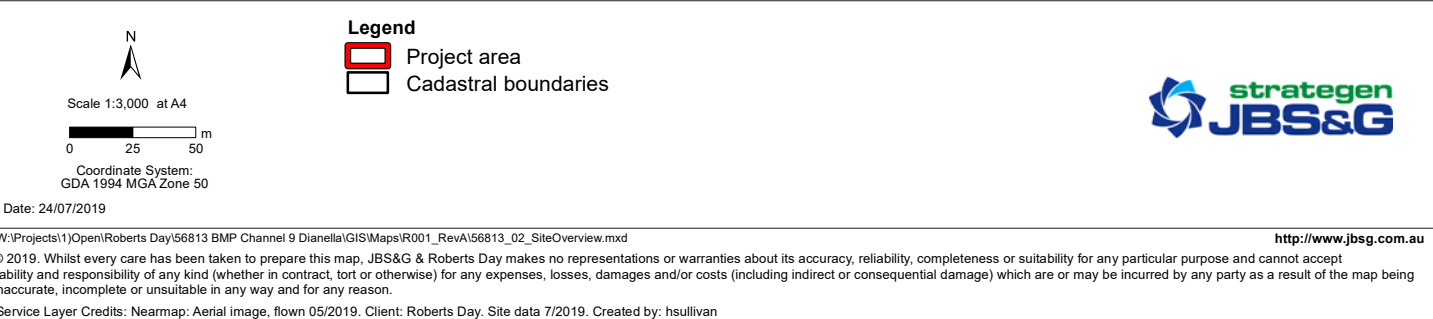 N
Scale 1:3,000 at A4
m
0 25 50
Coordinate System:
GDA 1994 MGA Zone 50
Date: 24/07/2019
Legend
Project area
Cadastral boundaries
strategen
JBS&G
W:\Projects\1)Open\Roberts Day\56813 BMP Channel 9 Dianella\GIS\Maps\R001_RevA\56813_02_SiteOverview.mxd
http://www.jbsg.com.au
© 2019. Whilst every care has been taken to prepare this map, JBS&G & Roberts Day makes no representations or warranties about its accuracy, reliability, completeness or suitability for any particular purpose and cannot accept
ability and responsibility of any kind (whether in contract, tort or otherwise) for any expenses, losses, damages and/or costs (including indirect or consequential damage) which are or may be incurred by any party as a result of the map being
naccurate, incomplete or unsuitable in any way and for any reason.
Service Layer Credits: Nearmap: Aerial image, flown 05/2019. Client: Roberts Day. Site data 7/2019. Created by: hsullivan